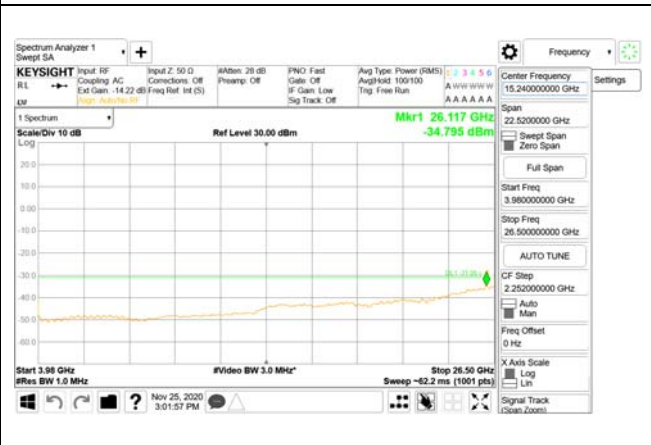 Spectrum Analyzer 1
Swept SA
+
Frequency
KEYSIGHT
RL
LM
Input: RF
Coupling: AC
Ext Gain: -14.22 dB
Align: Auto/No RF
Input Z: 50 Ω
Corrections: Off
Freq Ref: Int (S)
#Atten: 28 dB
Preamp: Off
PNO: Fast
Gate: Off
IF Gain: Low
Sig Track: Off
Avg Type: Power (RMS)
Avg|Hold: 100/100
Trig: Free Run
1 2 3 4 5 6
A W W W W W
A A A A A A
Center Frequency
15.240000000 GHz
Settings
1 Spectrum
Scale/Div 10 dB
Log
Ref Level 30.00 dBm
Mkr1 26.117 GHz
-34.795 dBm
20.0
10.0
0.00
-10.0
-20.0
-30.0
-40.0
-50.0
-60.0
Start 3.98 GHz
#Res BW 1.0 MHz
#Video BW 3.0 MHz*
Stop 26.50 GHz
Sweep ~62.2 ms (1001 pts)
Span
22.5200000 GHz
Swept Span
Zero Span
Full Span
Start Freq
3.980000000 GHz
Stop Freq
26.500000000 GHz
AUTO TUNE
CF Step
2.252000000 GHz
Auto
Man
Freq Offset
0 Hz
X Axis Scale
Log
Lin
Signal Track
(Span Zoom)
?
Nov 25, 2020
3:01:57 PM